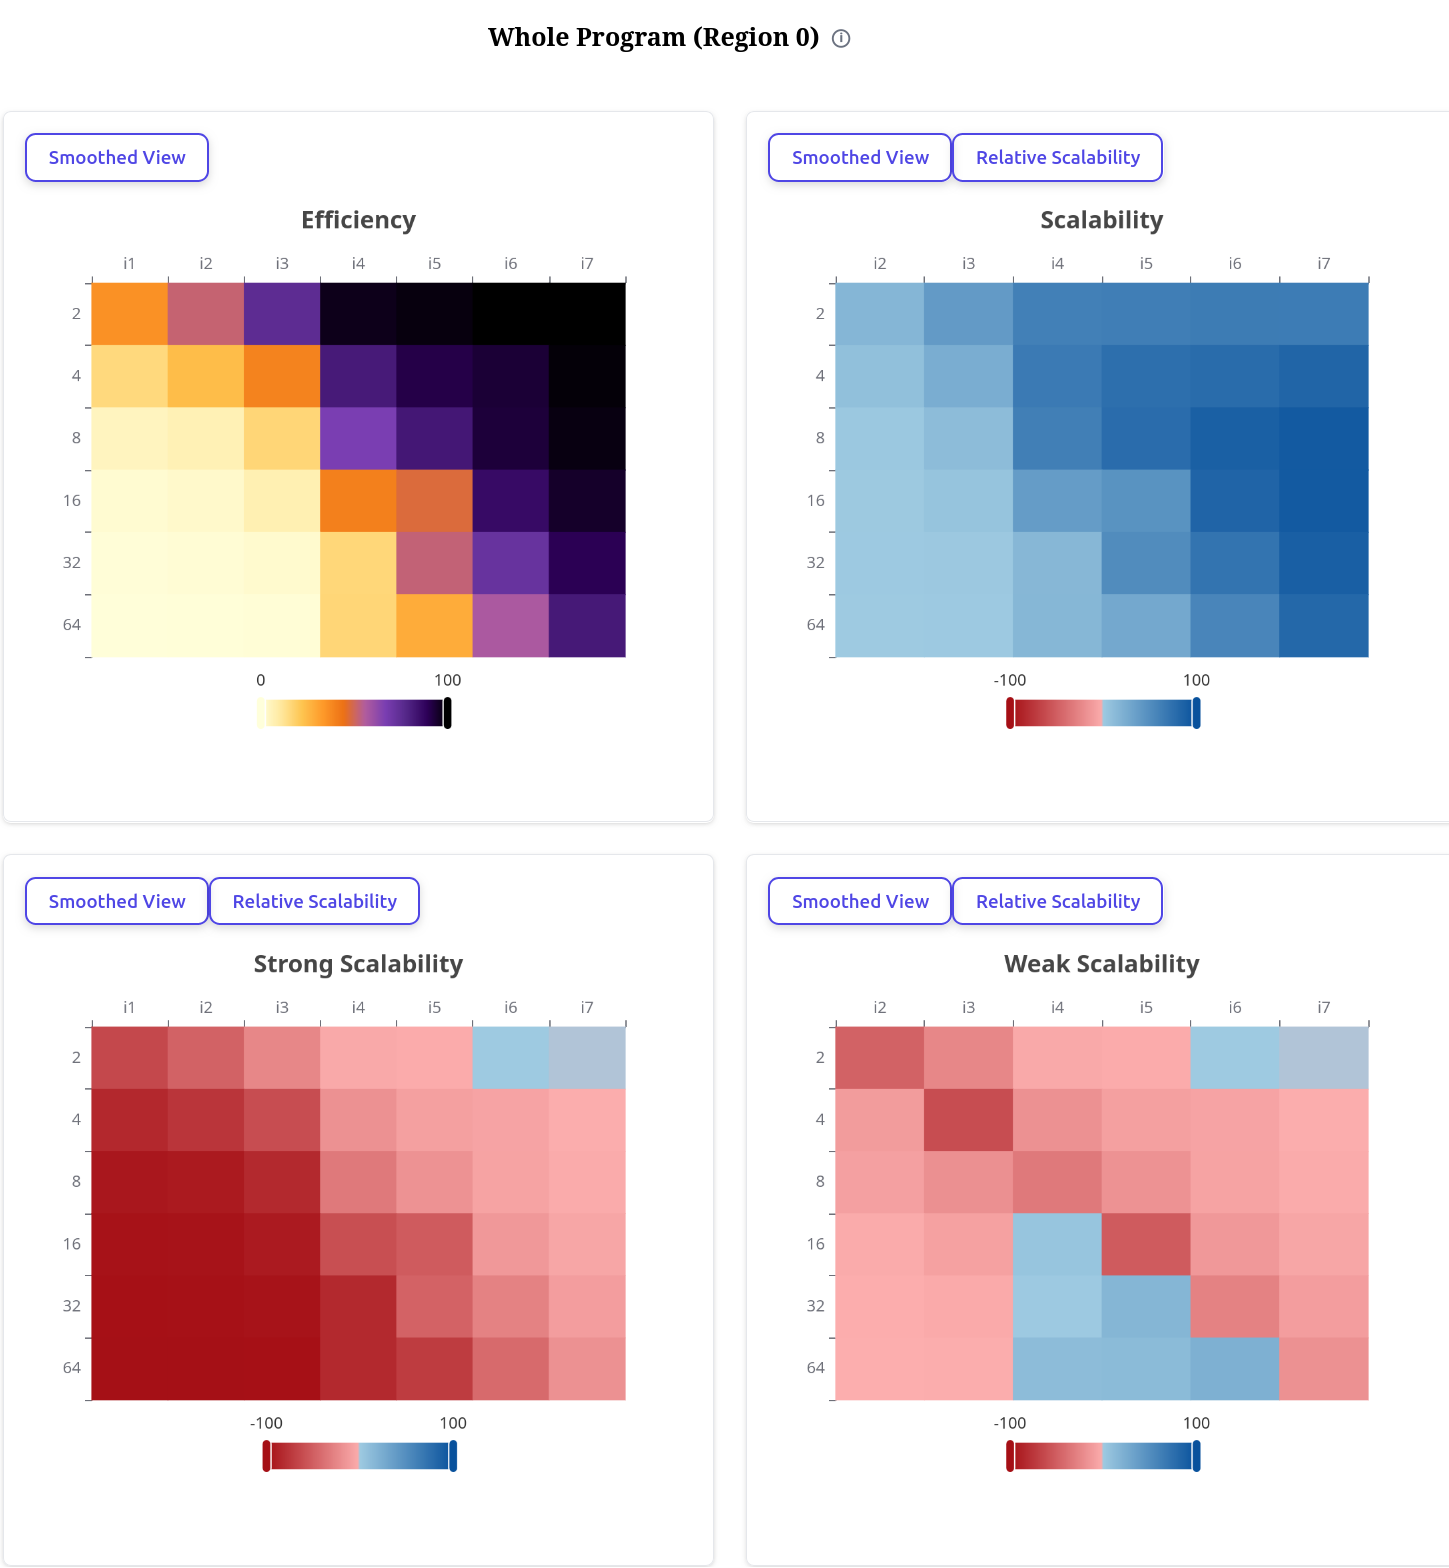 Whole Program (Region 0)
Smoothed View
Efficiency
i1 i2 i3 i4 i5 i6 i7
2
4
8
16
32
64
0 100
Smoothed View Relative Scalability
Scalability
i2 i3 i4 i5 i6 i7
2
4
8
16
32
64
-100 100
Smoothed View Relative Scalability
Strong Scalability
i1 i2 i3 i4 i5 i6 i7
2
4
8
16
32
64
-100 100
Smoothed View Relative Scalability
Weak Scalability
i2 i3 i4 i5 i6 i7
2
4
8
16
32
64
-100 100